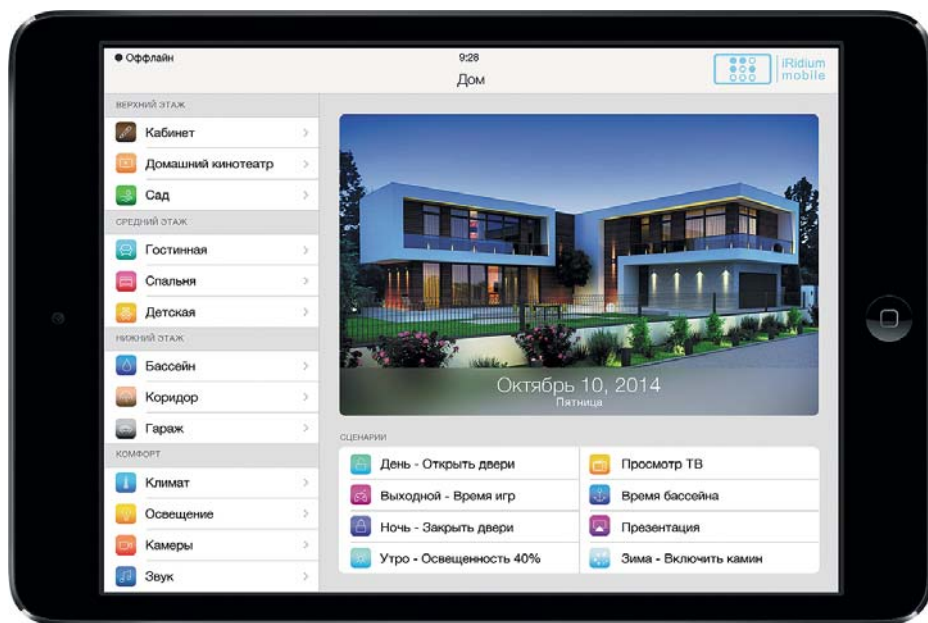 Оффлайн
9:28
Дом
iRidium
mobile
ВЕРХНИЙ ЭТАЖ
Кабинет
Домашний кинотеатр
Сад
СРЕДНИЙ ЭТАЖ
Гостинная
Спальня
Детская
НИЖНИЙ ЭТАЖ
Бассейн
Коридор
Гараж
КОМФОРТ
Климат
Освещение
Камеры
Звук
Октябрь 10, 2014
Пятница
СЦЕНАРИИ
День - Открыть двери
Просмотр ТВ
Выходной - Время игр
Время бассейна
Ночь - Закрыть двери
Презентация
Утро - Освещенность 40%
Зима - Включить камин